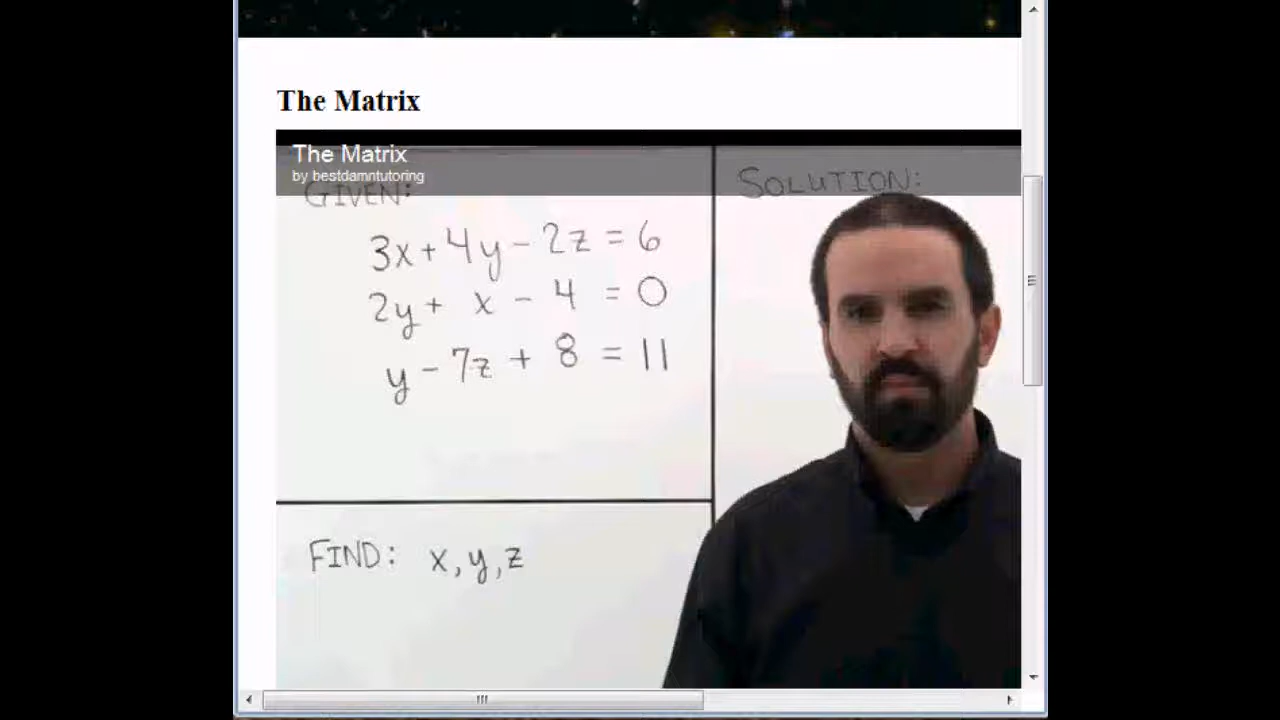 The Matrix
The Matrix
by bestdamntutoring
GIVEN:
3x + 4y - 2z = 6
2y + x - 4 = 0
y - 7z + 8 = 11
FIND: x, y, z
SOLUTION: